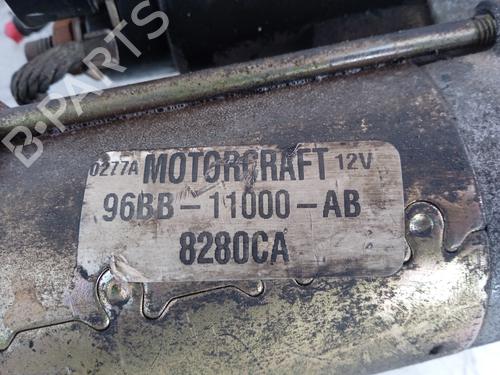 B-PARTS
0277A MOTORCRAFT 12V
96BB-11000-AB
8280CA